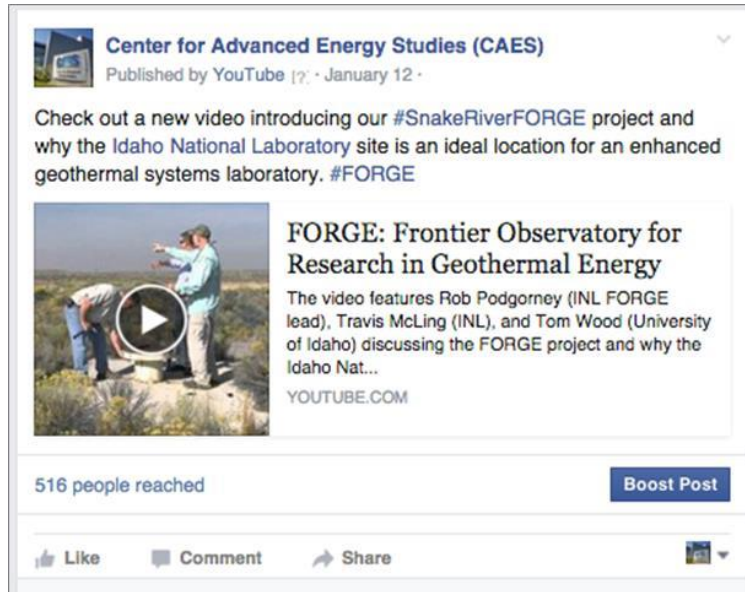 Center for Advanced Energy Studies (CAES)
Published by YouTube [?] · January 12 ·
Check out a new video introducing our #SnakeRiverFORGE project and
why the Idaho National Laboratory site is an ideal location for an enhanced
geothermal systems laboratory. #FORGE
FORGE: Frontier Observatory for
Research in Geothermal Energy
The video features Rob Podgorney (INL FORGE
lead), Travis McLing (INL), and Tom Wood (University
of Idaho) discussing the FORGE project and why the
Idaho Nat...
YOUTUBE.COM
516 people reached
Boost Post
Like
Comment
Share